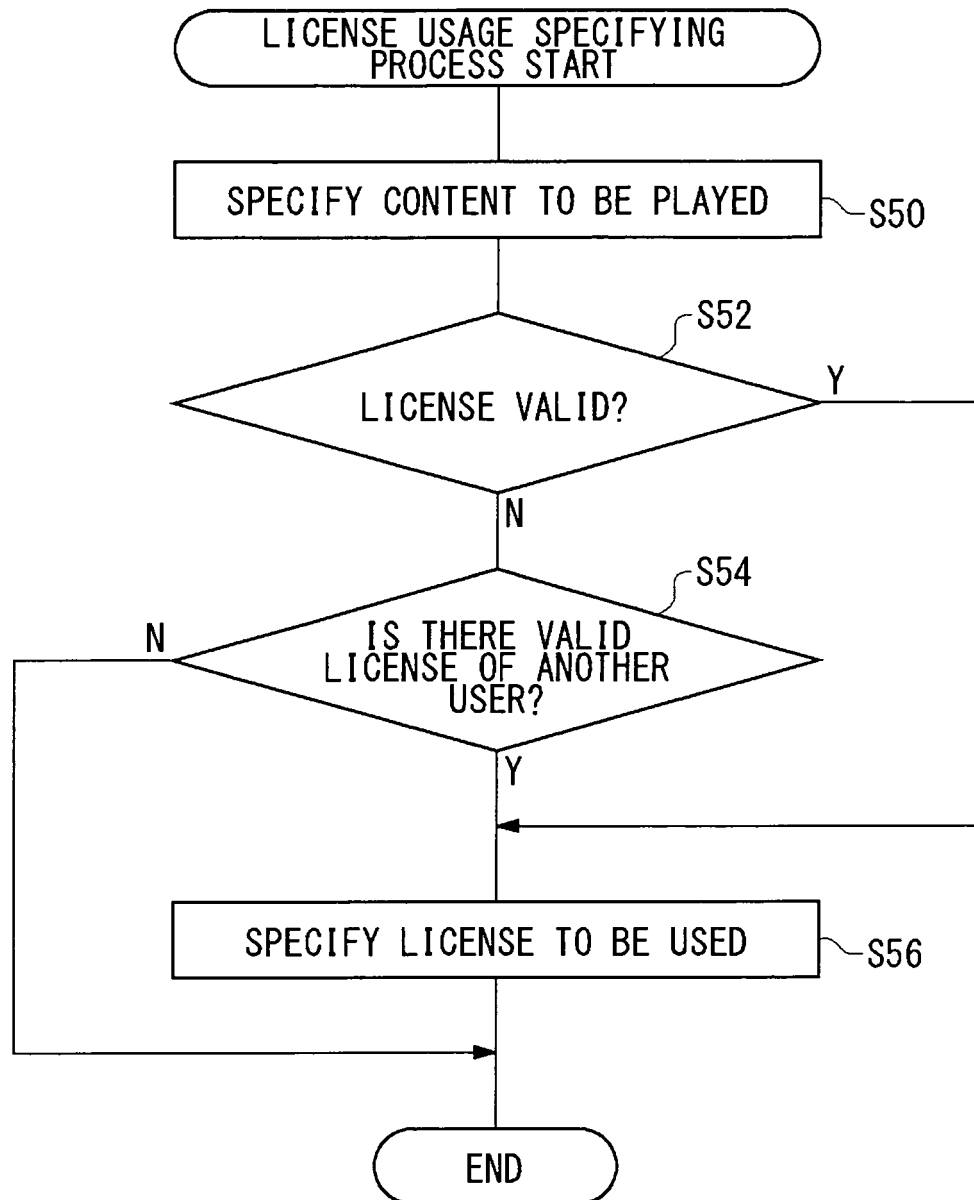 LICENSE USAGE SPECIFYING
PROCESS START
SPECIFY CONTENT TO BE PLAYED
S50
S52
LICENSE VALID?
Y
N
S54
N
IS THERE VALID
LICENSE OF ANOTHER
USER?
Y
SPECIFY LICENSE TO BE USED
S56
END